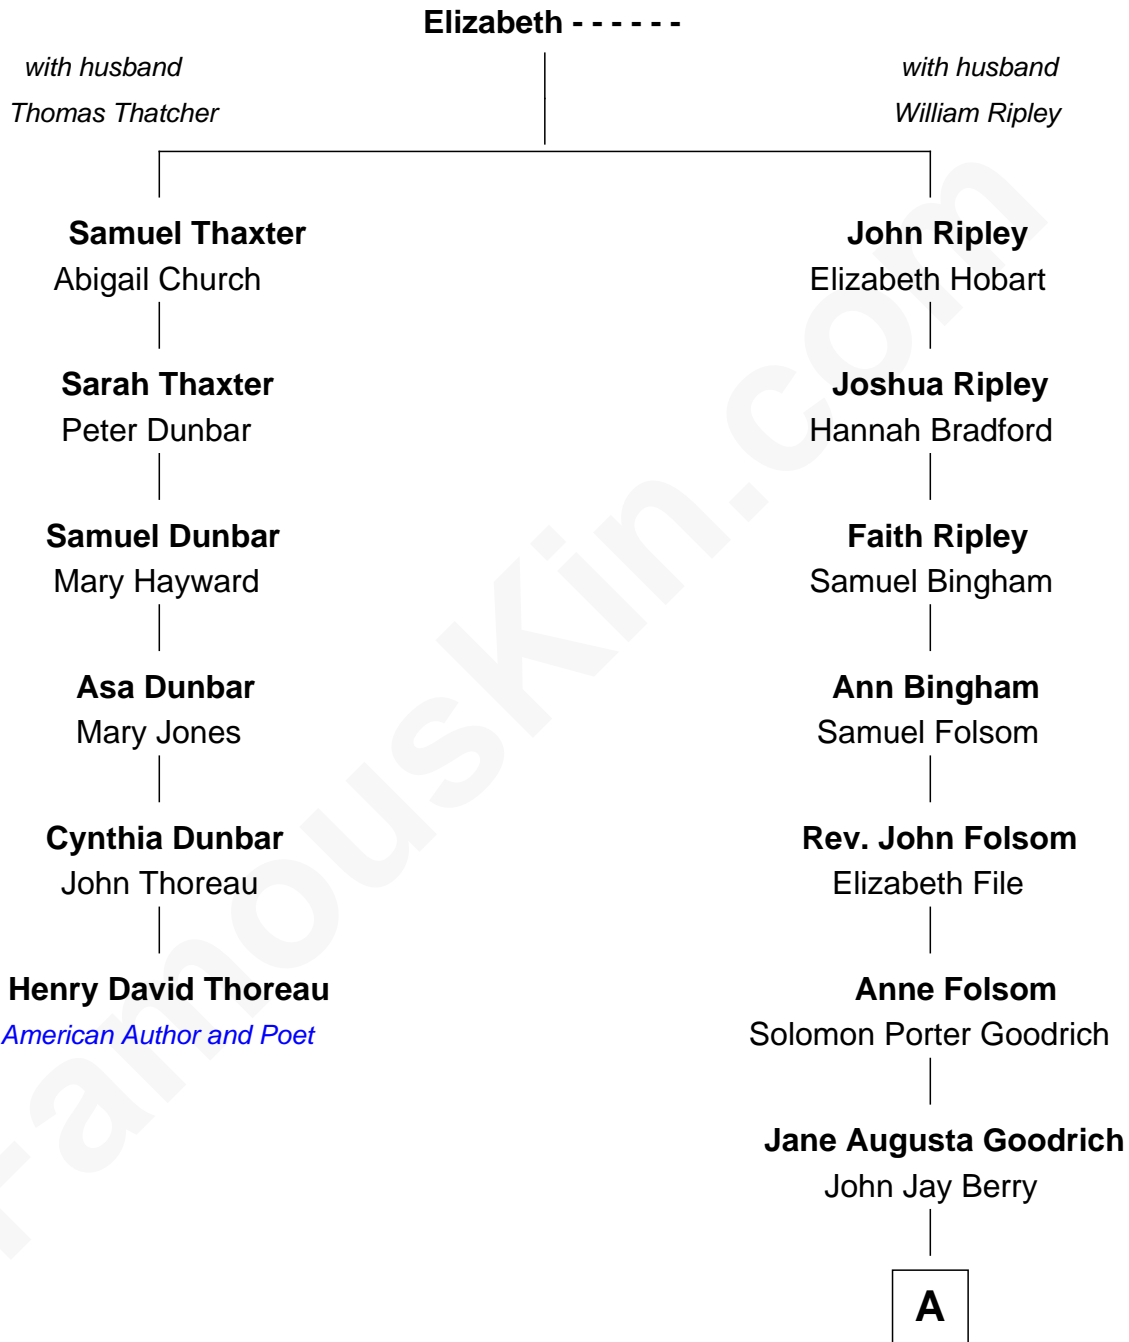 Elizabeth - - - - - -
with husband
Thomas Thatcher
with husband
William Ripley
Samuel Thaxter
Abigail Church
John Ripley
Elizabeth Hobart
Sarah Thaxter
Peter Dunbar
Joshua Ripley
Hannah Bradford
Samuel Dunbar
Mary Hayward
Faith Ripley
Samuel Bingham
Asa Dunbar
Mary Jones
Ann Bingham
Samuel Folsom
Cynthia Dunbar
John Thoreau
Rev. John Folsom
Elizabeth File
Henry David Thoreau
American Author and Poet
Anne Folsom
Solomon Porter Goodrich
Jane Augusta Goodrich
John Jay Berry
A
FamousKin.com